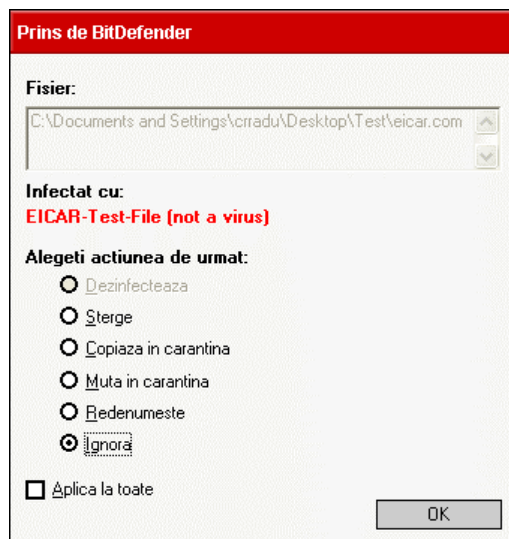 Prins de BitDefender
Fisier:
C:\Documents and Settings\crradu\Desktop\Test\eicar.com
Infectat cu:
EICAR-Test-File (not a virus)
Alegeti actiunea de urmat:
Dezinfecteaza
Sterge
Copiaza in carantina
Muta in carantina
Redenumeste
Ignora
Aplica la toate
OK